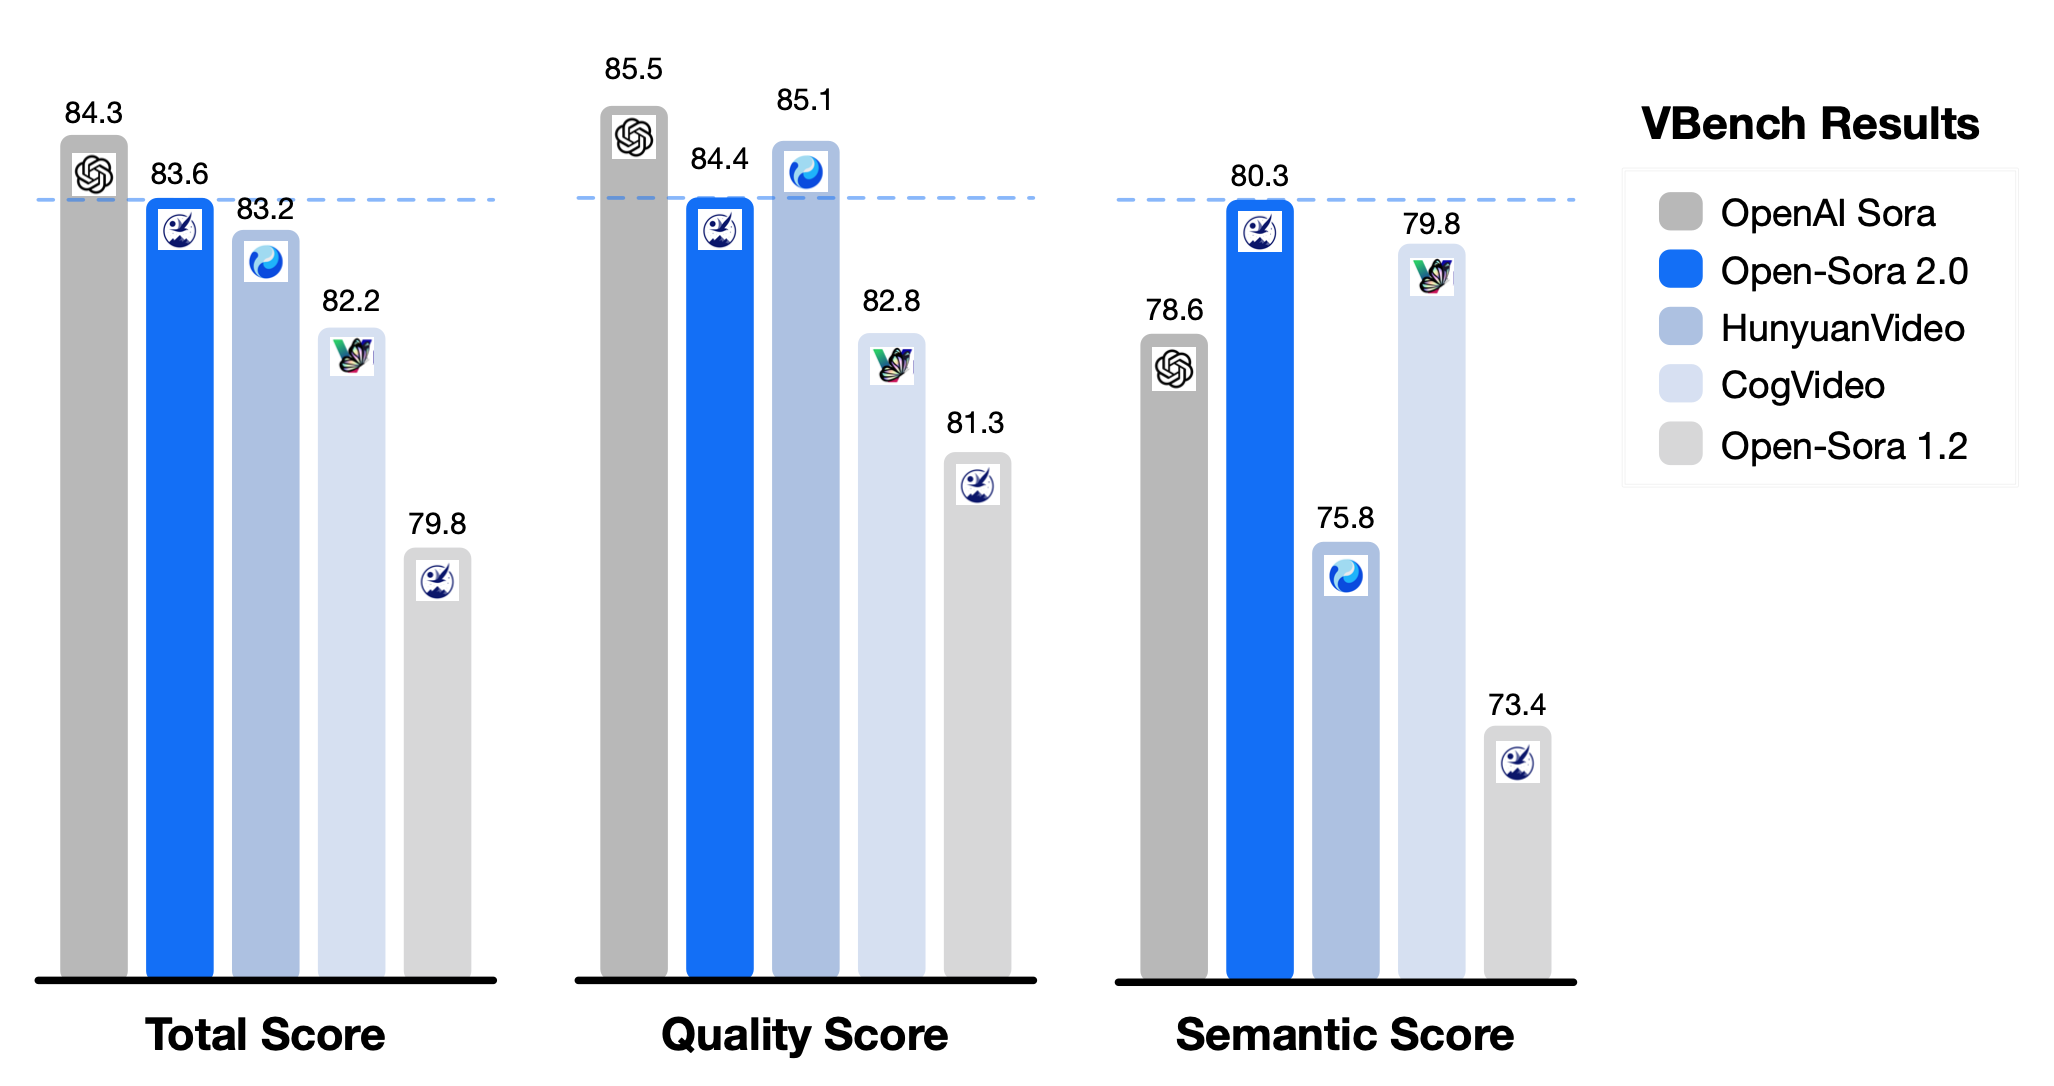 85.5
84.3
85.1
83.6
84.4
80.3
83.2
79.8
82.2
82.8
78.6
81.3
79.8
75.8
73.4
Total Score
Quality Score
Semantic Score
VBench Results
OpenAI Sora
Open-Sora 2.0
HunyuanVideo
CogVideo
Open-Sora 1.2